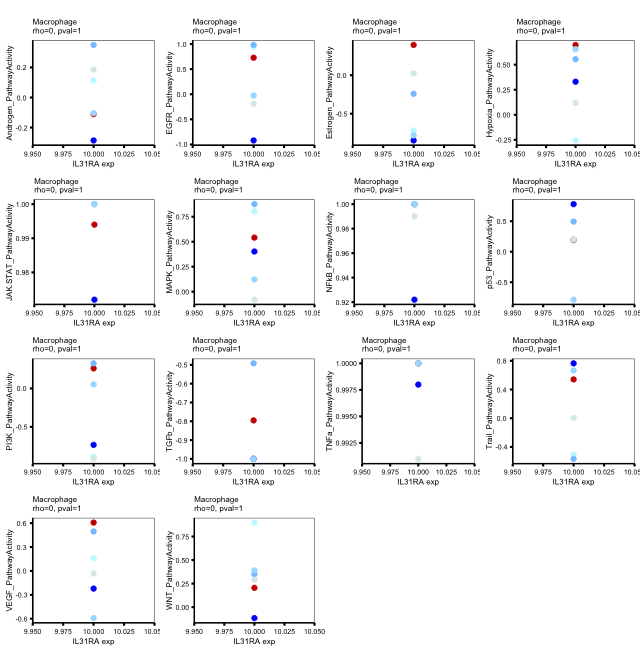 Macrophage
rho=0, pval=1
Androgen_PathwayActivity
0.2
0.0
-0.2
9.950 9.975 10.000 10.025 10.05
IL31RA exp
Macrophage
rho=0, pval=1
EGFR_PathwayActivity
1.0
0.5
0.0
-0.5
-1.0
9.950 9.975 10.000 10.025 10.05
IL31RA exp
Macrophage
rho=0, pval=1
Estrogen_PathwayActivity
0.0
-0.5
9.950 9.975 10.000 10.025 10.05
IL31RA exp
Macrophage
rho=0, pval=1
Hypoxia_PathwayActivity
0.50
0.25
0.00
-0.25
9.950 9.975 10.000 10.025 10.05
IL31RA exp
Macrophage
rho=0, pval=1
JAK.STAT_PathwayActivity
1.00
0.99
0.98
9.950 9.975 10.000 10.025 10.05
IL31RA exp
Macrophage
rho=0, pval=1
MAPK_PathwayActivity
0.75
0.50
0.25
0.00
9.950 9.975 10.000 10.025 10.05
IL31RA exp
Macrophage
rho=0, pval=1
NFkB_PathwayActivity
1.00
0.98
0.96
0.94
0.92
9.950 9.975 10.000 10.025 10.05
IL31RA exp
Macrophage
rho=0, pval=1
p53_PathwayActivity
0.5
0.0
-0.5
9.950 9.975 10.000 10.025 10.05
IL31RA exp
Macrophage
rho=0, pval=1
PI3K_PathwayActivity
0.0
-0.5
9.950 9.975 10.000 10.025 10.05
IL31RA exp
Macrophage
rho=0, pval=1
TGFb_PathwayActivity
-0.5
-0.6
-0.7
-0.8
-0.9
-1.0
9.950 9.975 10.000 10.025 10.05
IL31RA exp
Macrophage
rho=0, pval=1
TNFa_PathwayActivity
1.0000
0.9975
0.9950
0.9925
9.950 9.975 10.000 10.025 10.05
IL31RA exp
Macrophage
rho=0, pval=1
Trail_PathwayActivity
0.8
0.4
0.0
-0.4
9.950 9.975 10.000 10.025 10.05
IL31RA exp
Macrophage
rho=0, pval=1
VEGF_PathwayActivity
0.6
0.3
0.0
-0.3
-0.6
9.950 9.975 10.000 10.025 10.05
IL31RA exp
Macrophage
rho=0, pval=1
WNT_PathwayActivity
0.75
0.50
0.25
0.00
9.950 9.975 10.000 10.025 10.050
IL31RA exp